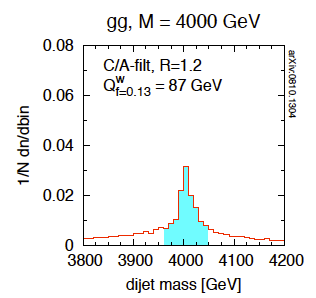 gg, M = 4000 GeV
C/A-filt, R=1.2
Q^w_{f=0.13} = 87 GeV
arXiv:0810.1304
1/N dn/dbin
0.08
0.06
0.04
0.02
0
3800 3900 4000 4100 4200
dijet mass [GeV]